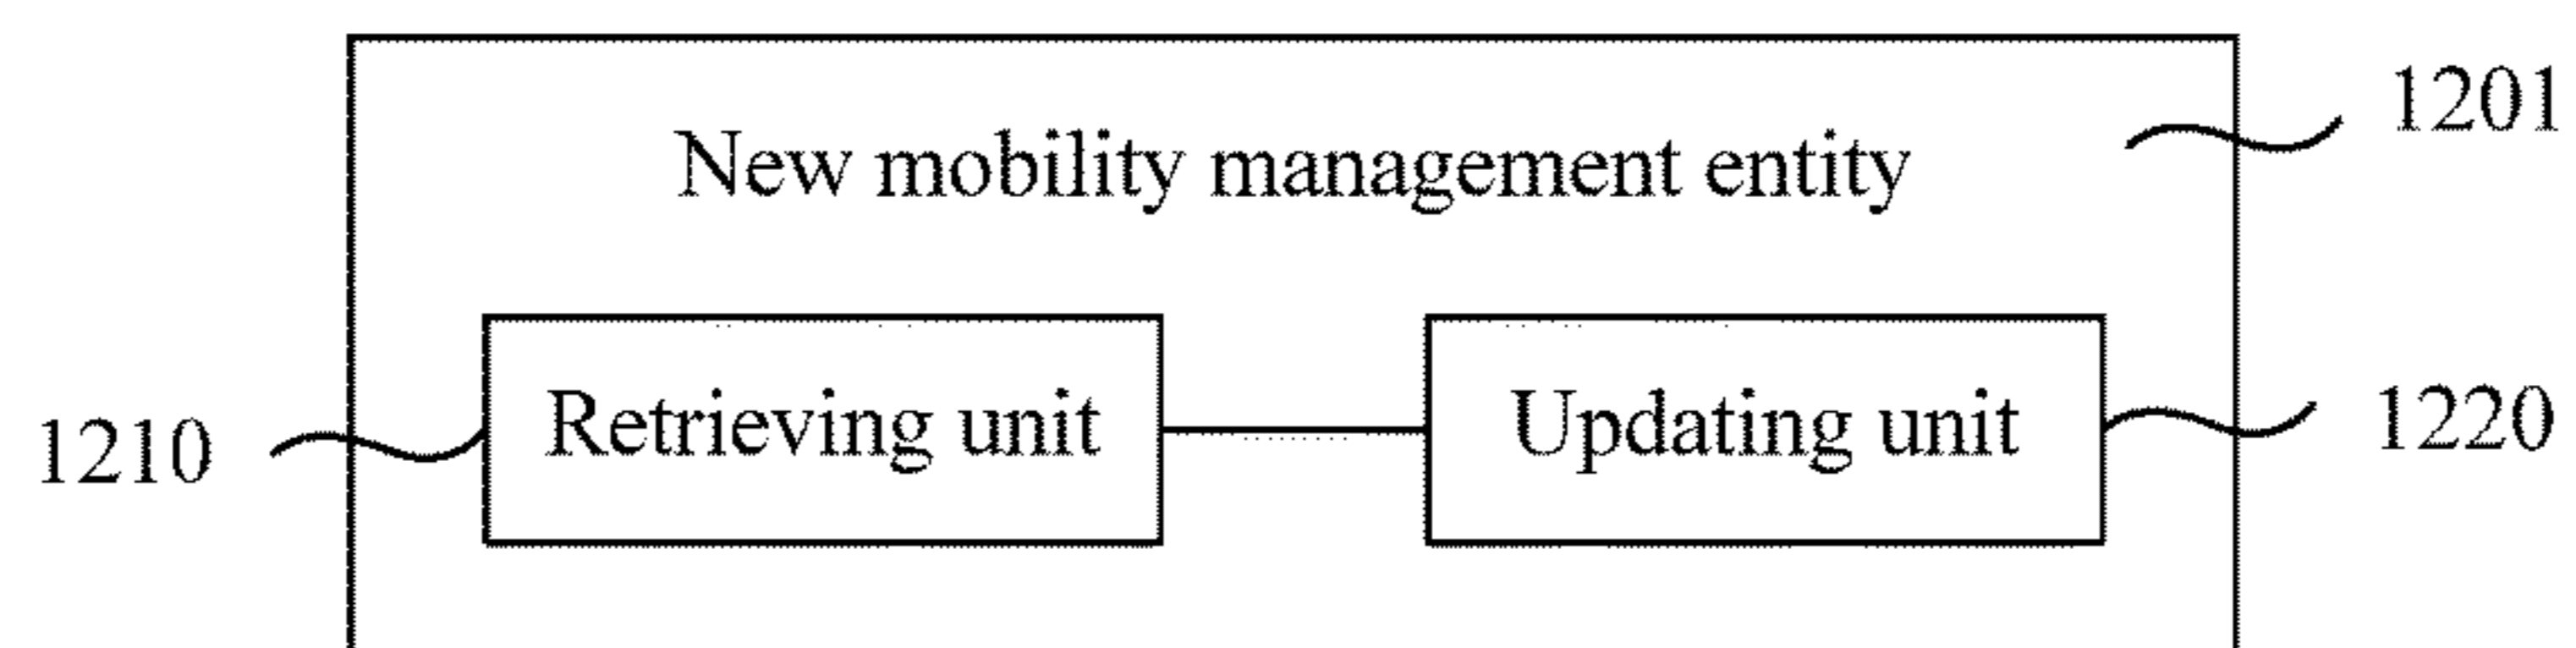 1201
New mobility management entity
Retrieving unit
Updating unit
1210
1220